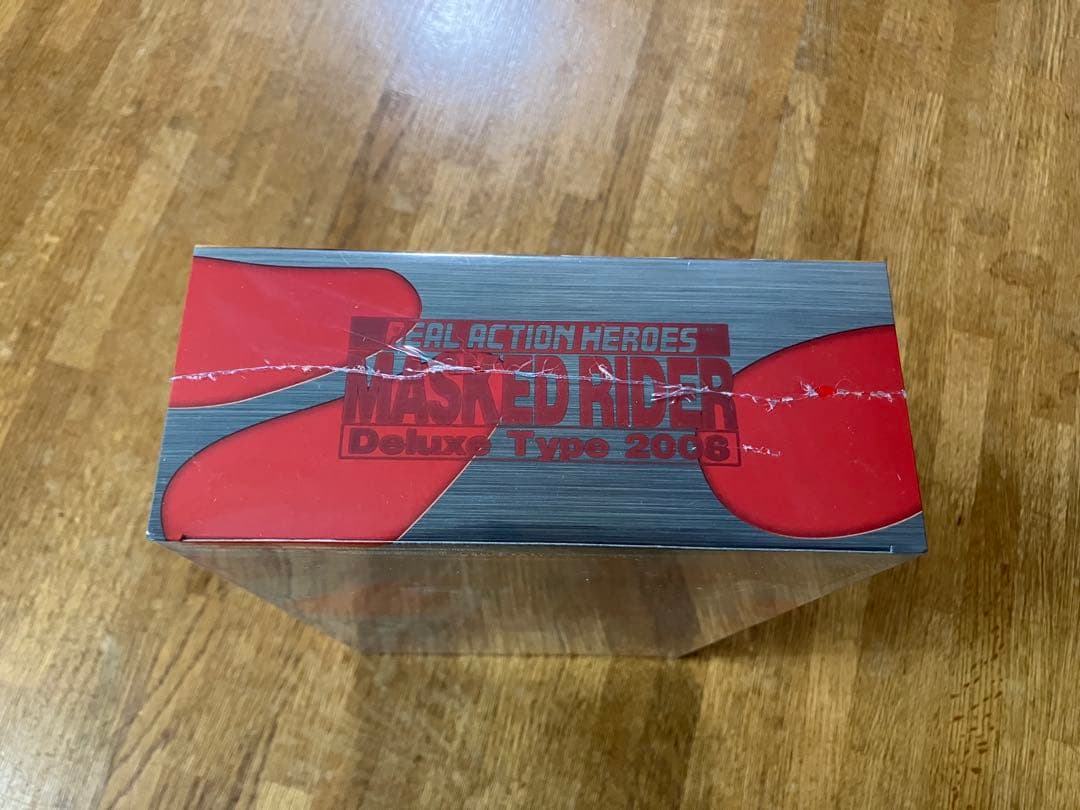 REAL ACTION HEROES
MASKED RIDER
Deluxe Type 2008